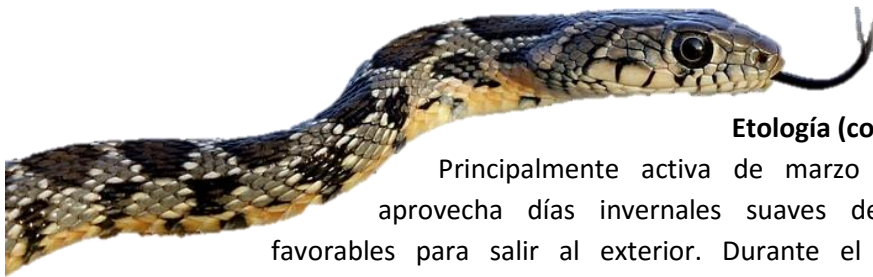 Etología (co
Principalmente activa de marzo
aprovecha días invernales suaves de
favorables para salir al exterior. Durante el